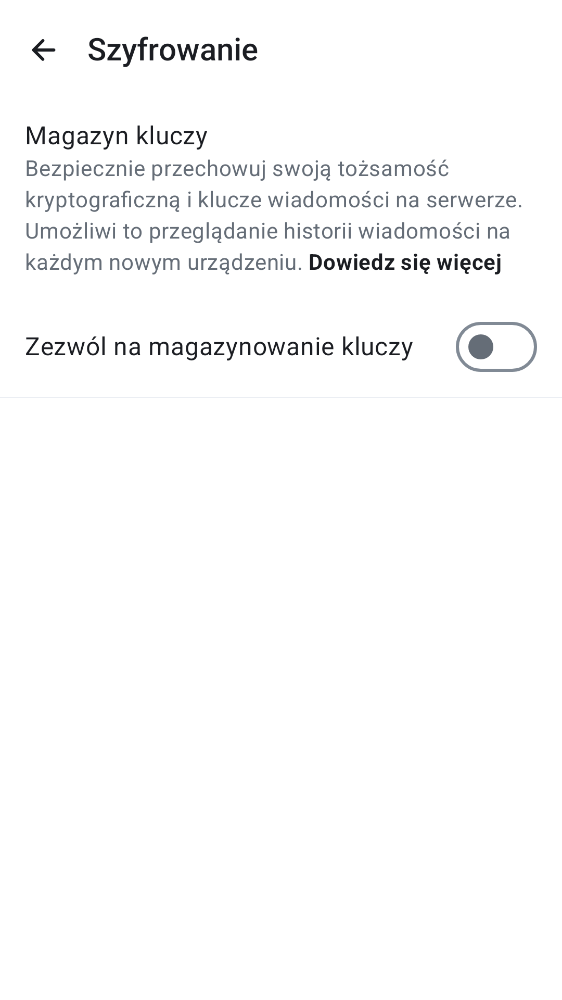 Szyfrowanie
Magazyn kluczy
Bezpiecznie przechowuj swoją tożsamość
kryptograficzną i klucze wiadomości na serwerze.
Umożliwi to przeglądanie historii wiadomości na
każdym nowym urządzeniu. Dowiedz się więcej
Zezwól na magazynowanie kluczy